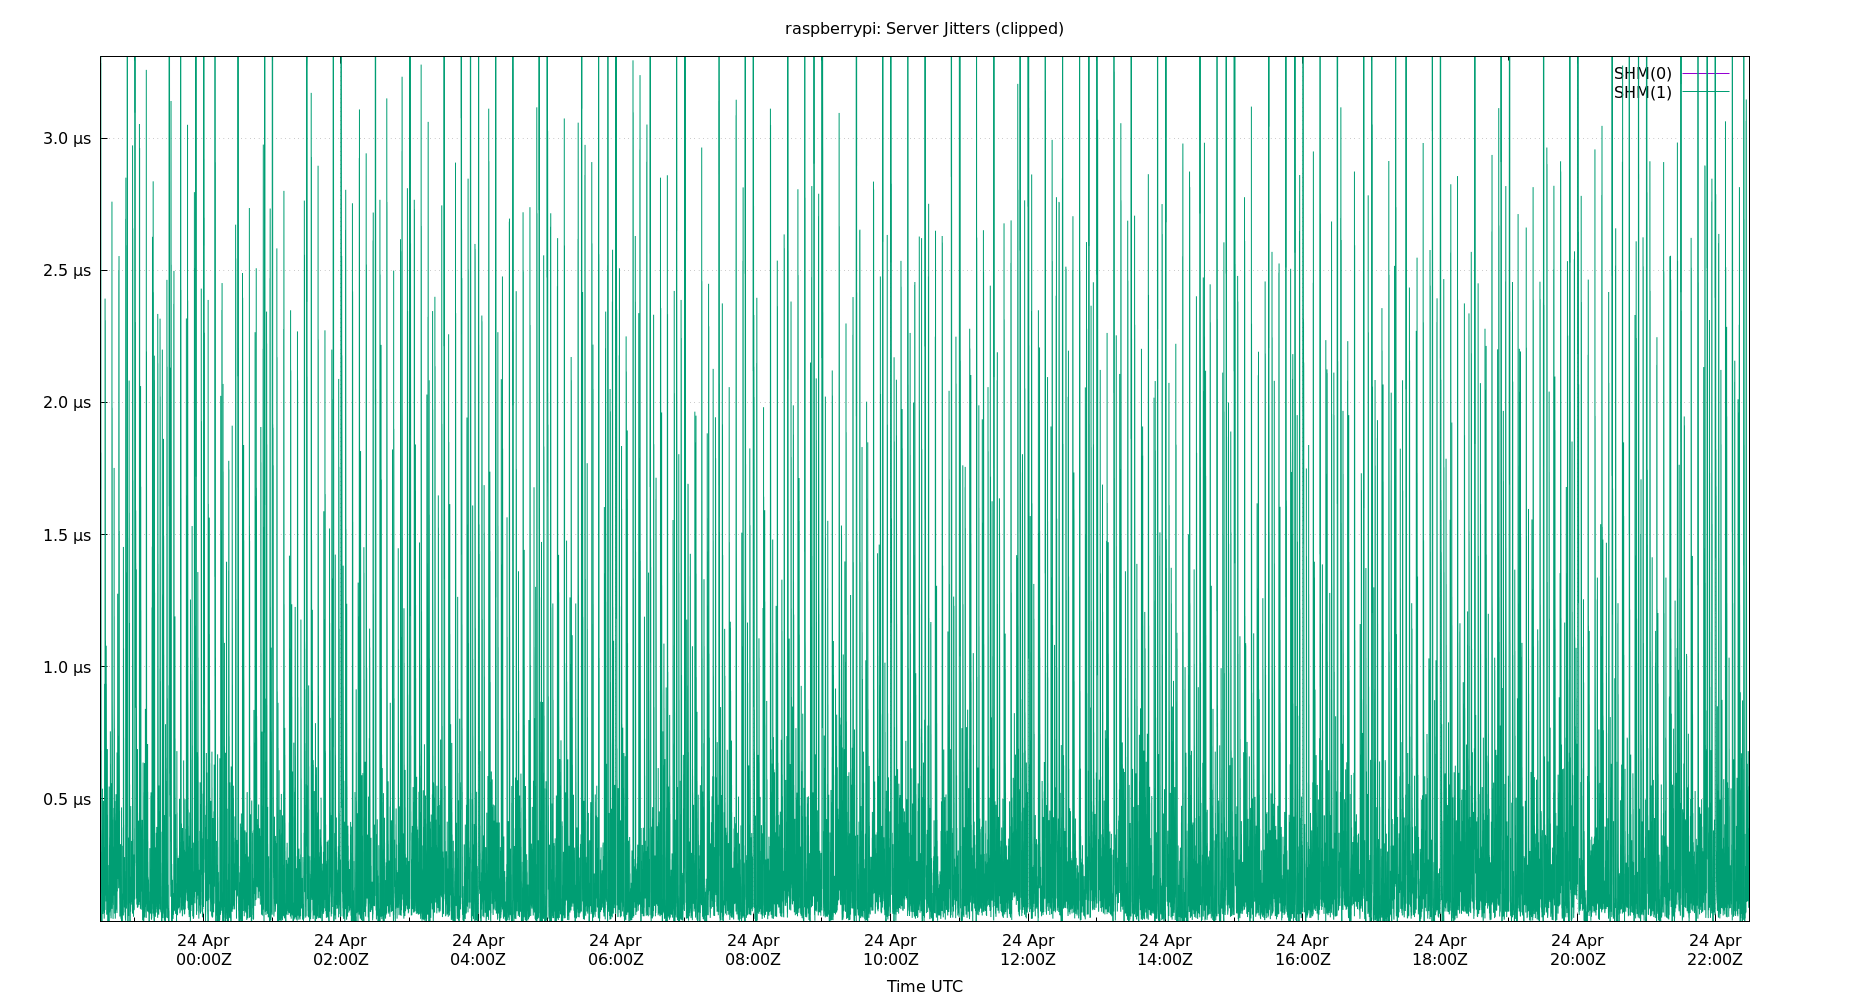 raspberrypi: Server Jitters (clipped)
SHM(0)
SHM(1)
3.0 µs
2.5 µs
2.0 µs
1.5 µs
1.0 µs
0.5 µs
24 Apr 24 Apr 24 Apr 24 Apr 24 Apr 24 Apr 24 Apr 24 Apr 24 Apr 24 Apr 24 Apr 24 Apr
00:00Z 02:00Z 04:00Z 06:00Z 08:00Z 10:00Z 12:00Z 14:00Z 16:00Z 18:00Z 20:00Z 22:00Z
Time UTC